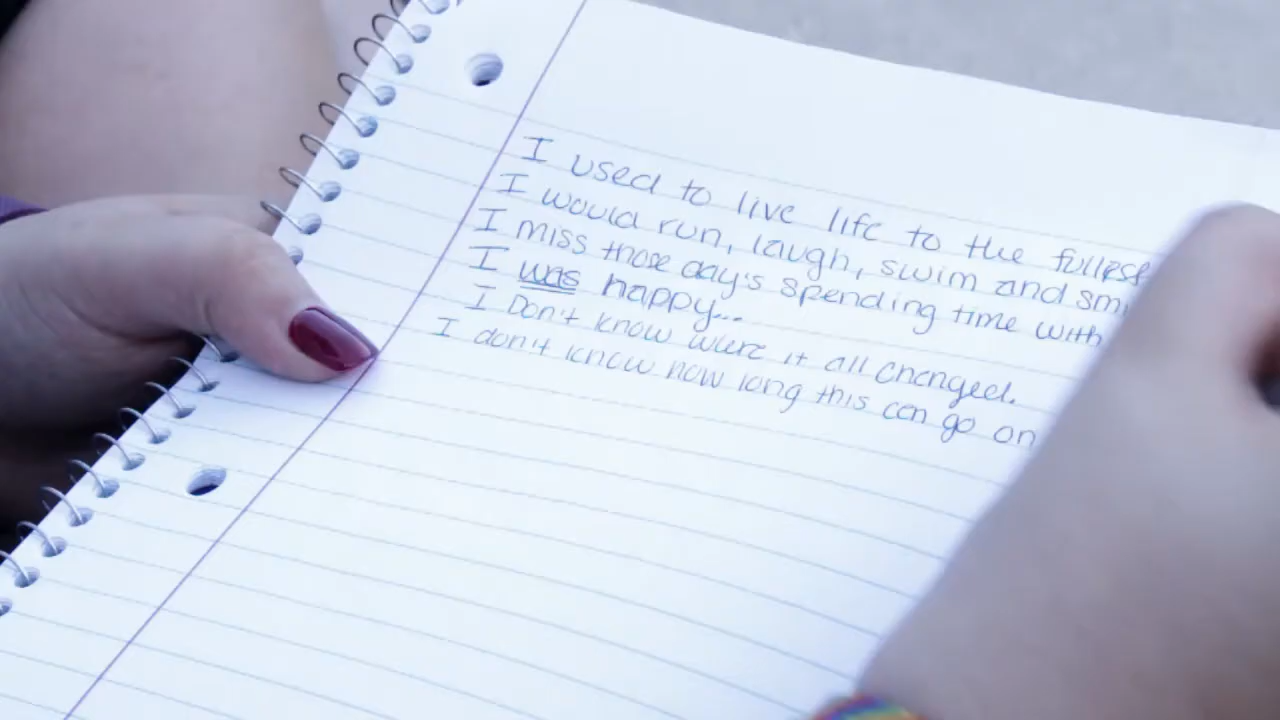 I used to live life to the fullest
I would run, laugh, swim and smi
I miss those day's spending time with
I was happy...
I Don't know were it all changed.
I don't know how long this can go on